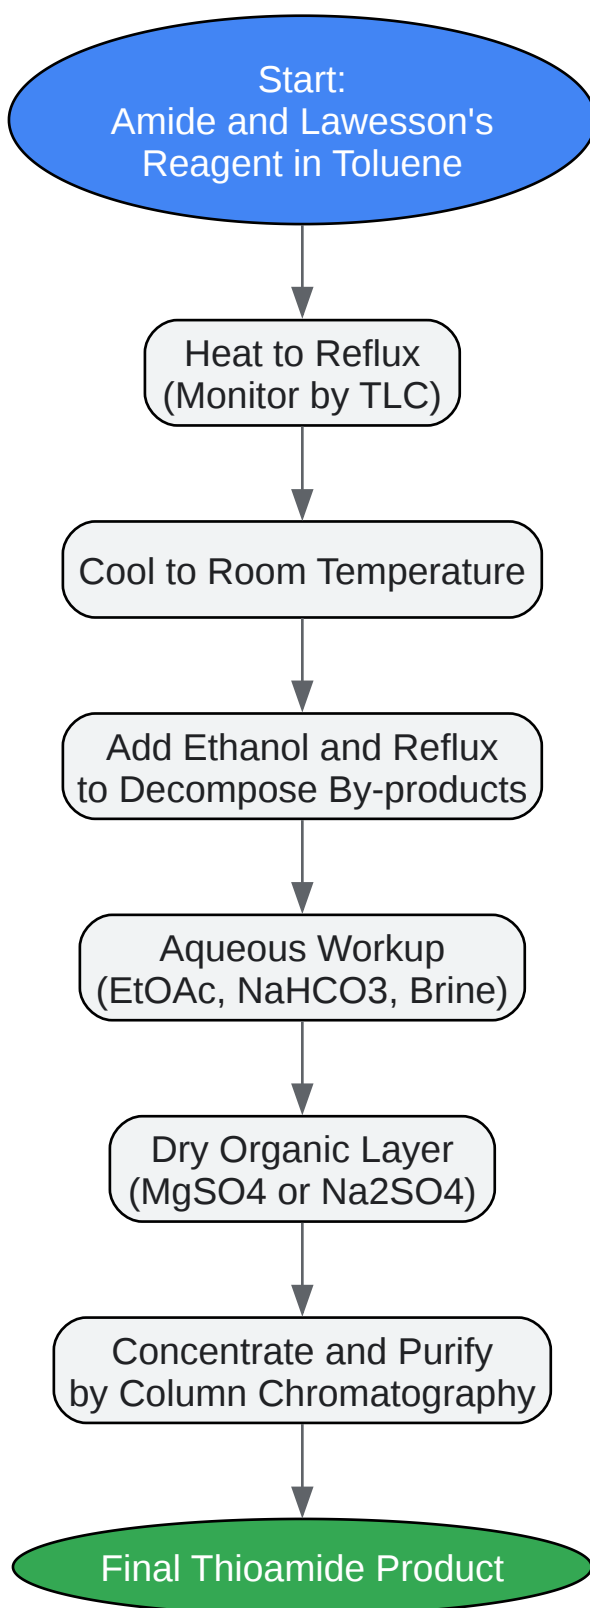 Start:
Amide and Lawesson's
Reagent in Toluene
Heat to Reflux
(Monitor by TLC)
Cool to Room Temperature
Add Ethanol and Reflux
to Decompose By-products
Aqueous Workup
(EtOAc, NaHCO3, Brine)
Dry Organic Layer
(MgSO4 or Na2SO4)
Concentrate and Purify
by Column Chromatography
Final Thioamide Product